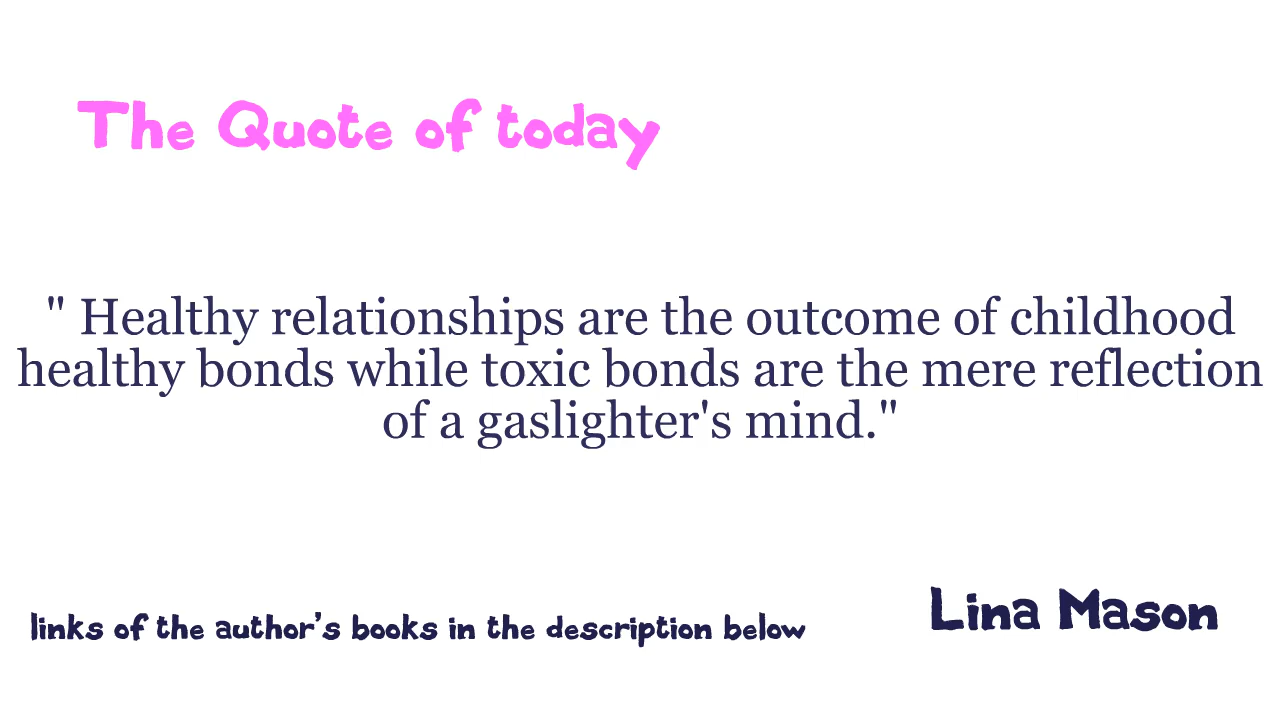 The Quote of today
" Healthy relationships are the outcome of childhood
healthy bonds while toxic bonds are the mere reflection
of a gaslighter's mind."
links of the author's books in the description below
Lina Mason